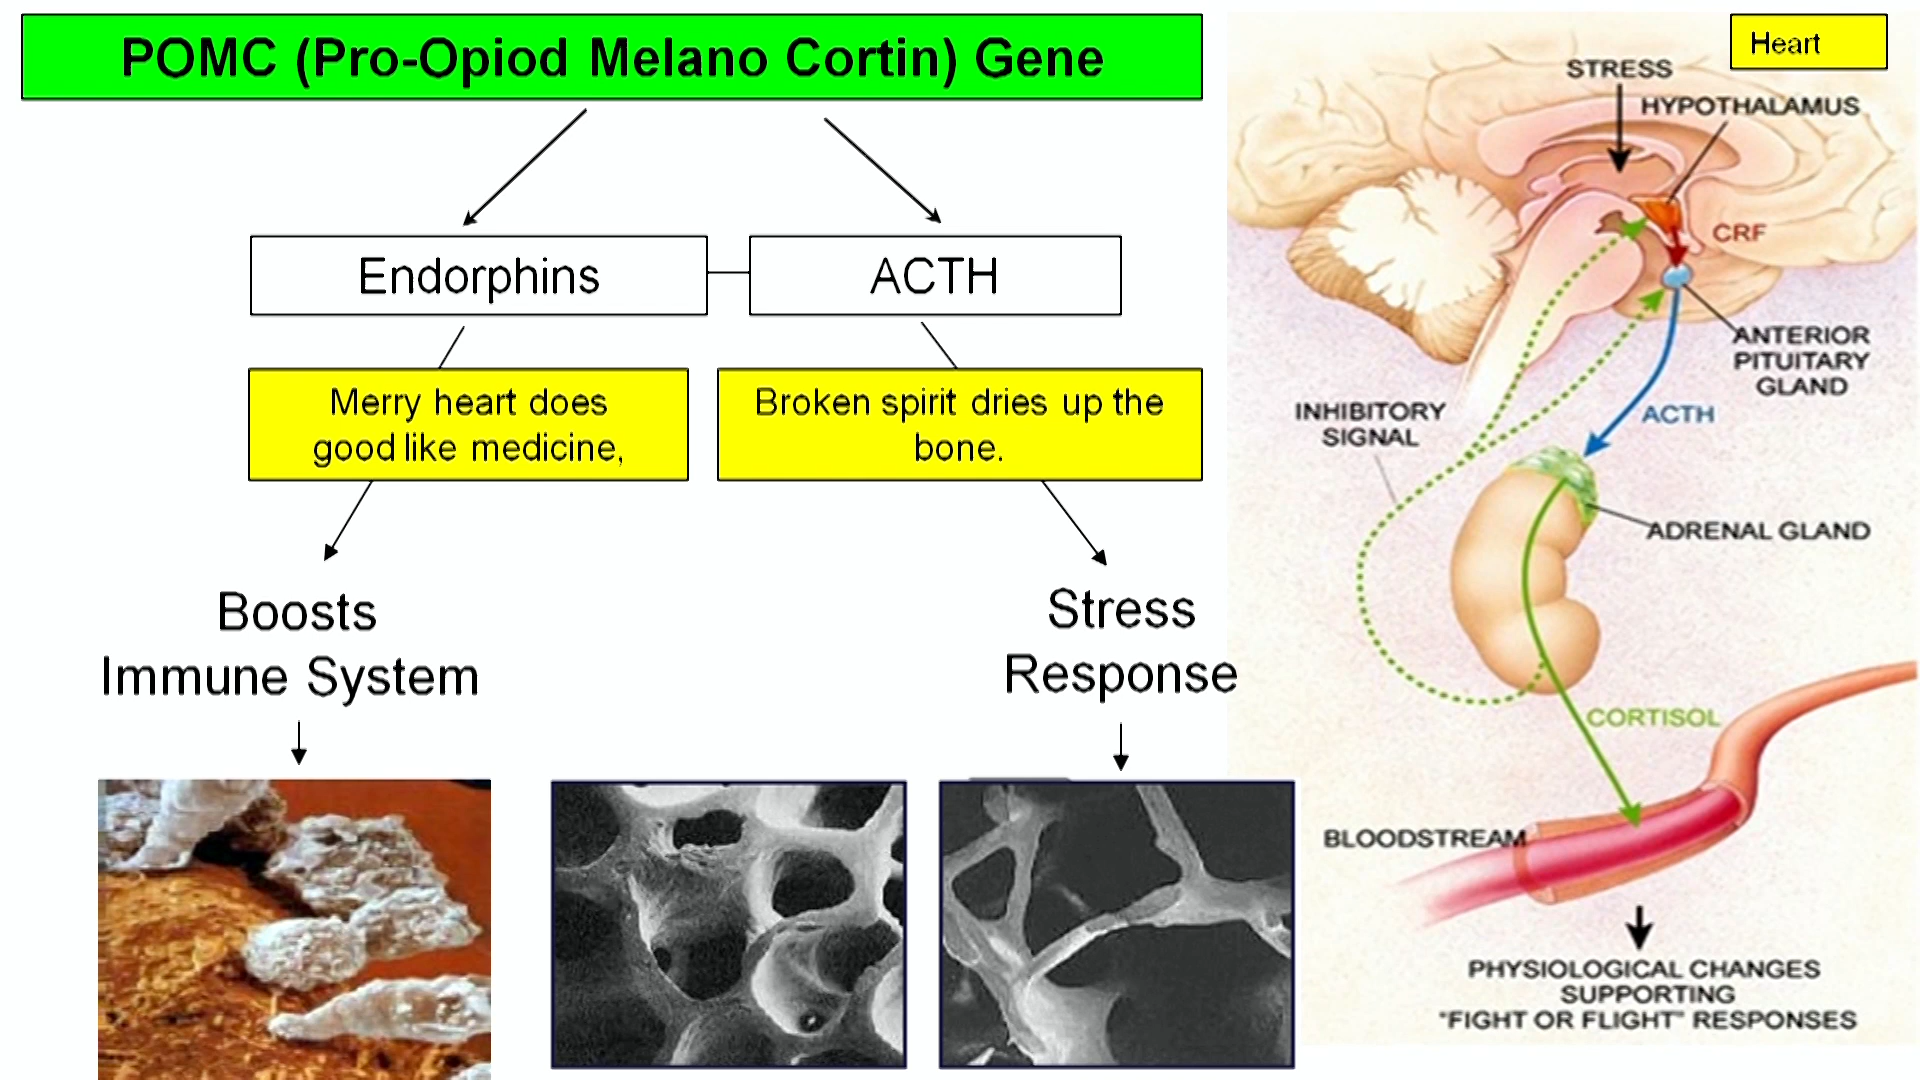 POMC (Pro-Opiod Melano Cortin) Gene
Endorphins
ACTH
Merry heart does
good like medicine,
Broken spirit dries up the
bone.
Boosts
Immune System
Stress
Response
Heart
STRESS
HYPOTHALAMUS
CRF
ANTERIOR
PITUITARY
GLAND
ACTH
INHIBITORY
SIGNAL
ADRENAL GLAND
CORTISOL
BLOODSTREAM
PHYSIOLOGICAL CHANGES
SUPPORTING
"FIGHT OR FLIGHT" RESPONSES